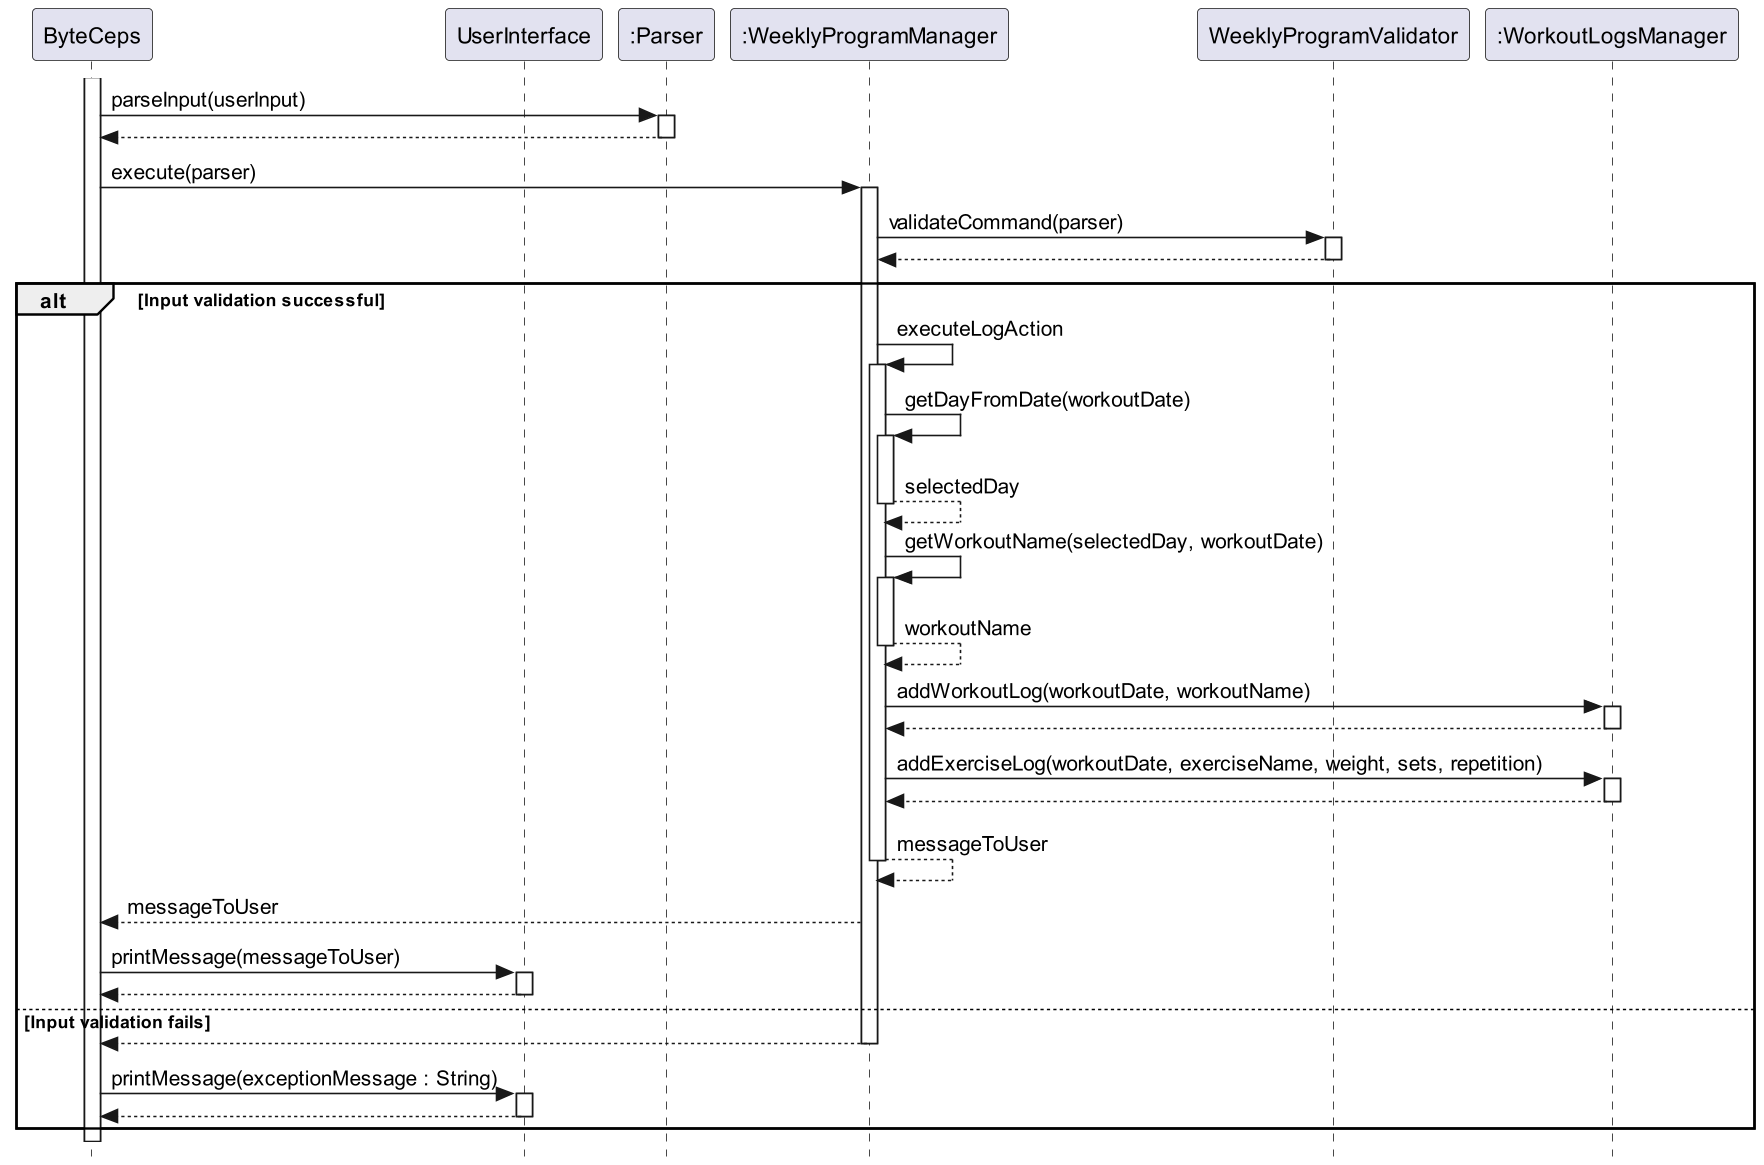 ByteCeps
UserInterface
:Parser
:WeeklyProgramManager
WeeklyProgramValidator
:WorkoutLogsManager
parseInput(userInput)
execute(parser)
validateCommand(parser)
alt
[Input validation successful]
executeLogAction
getDayFromDate(workoutDate)
selectedDay
getWorkoutName(selectedDay, workoutDate)
workoutName
addWorkoutLog(workoutDate, workoutName)
addExerciseLog(workoutDate, exerciseName, weight, sets, repetition)
messageToUser
messageToUser
printMessage(messageToUser)
[Input validation fails]
printMessage(exceptionMessage : String)